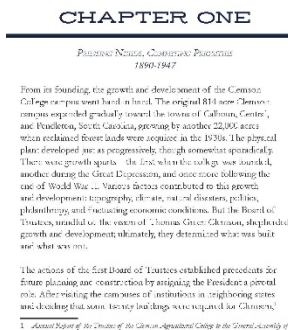 CHAPTER ONE
Pressing Needs, Competing Priorities
1890-1947
From its founding, the growth and development of the Clemson
College campus went hand in hand. The original 814-acre Clemson
campus expanded gradually toward the towns of Calhoun, Central,
and Pendleton, South Carolina, growing by another 22,000 acres
when reclaimed forest lands were acquired in the 1930s. The physical
plant developed just as progressively, though somewhat sporadically.
There were growth spurts – the first when the college was founded,
another during the Great Depression, and once more following the
end of World War II. Various factors contributed to this growth
and development: topography, climate, natural disasters, politics,
philanthropy, and fluctuating economic conditions. But the Board of
Trustees, mindful of the vision of Thomas Green Clemson, shepherded
growth and development; ultimately, they determined what was built
and what was not.
The actions of the first Board of Trustees established precedents for
future planning and construction by assigning the President a pivotal
role. After visiting the campuses of institutions in neighboring states
and deciding that some twenty buildings were required for Clemson,¹
1 Annual Report of the Trustees of the Clemson Agricultural College to the General Assembly of